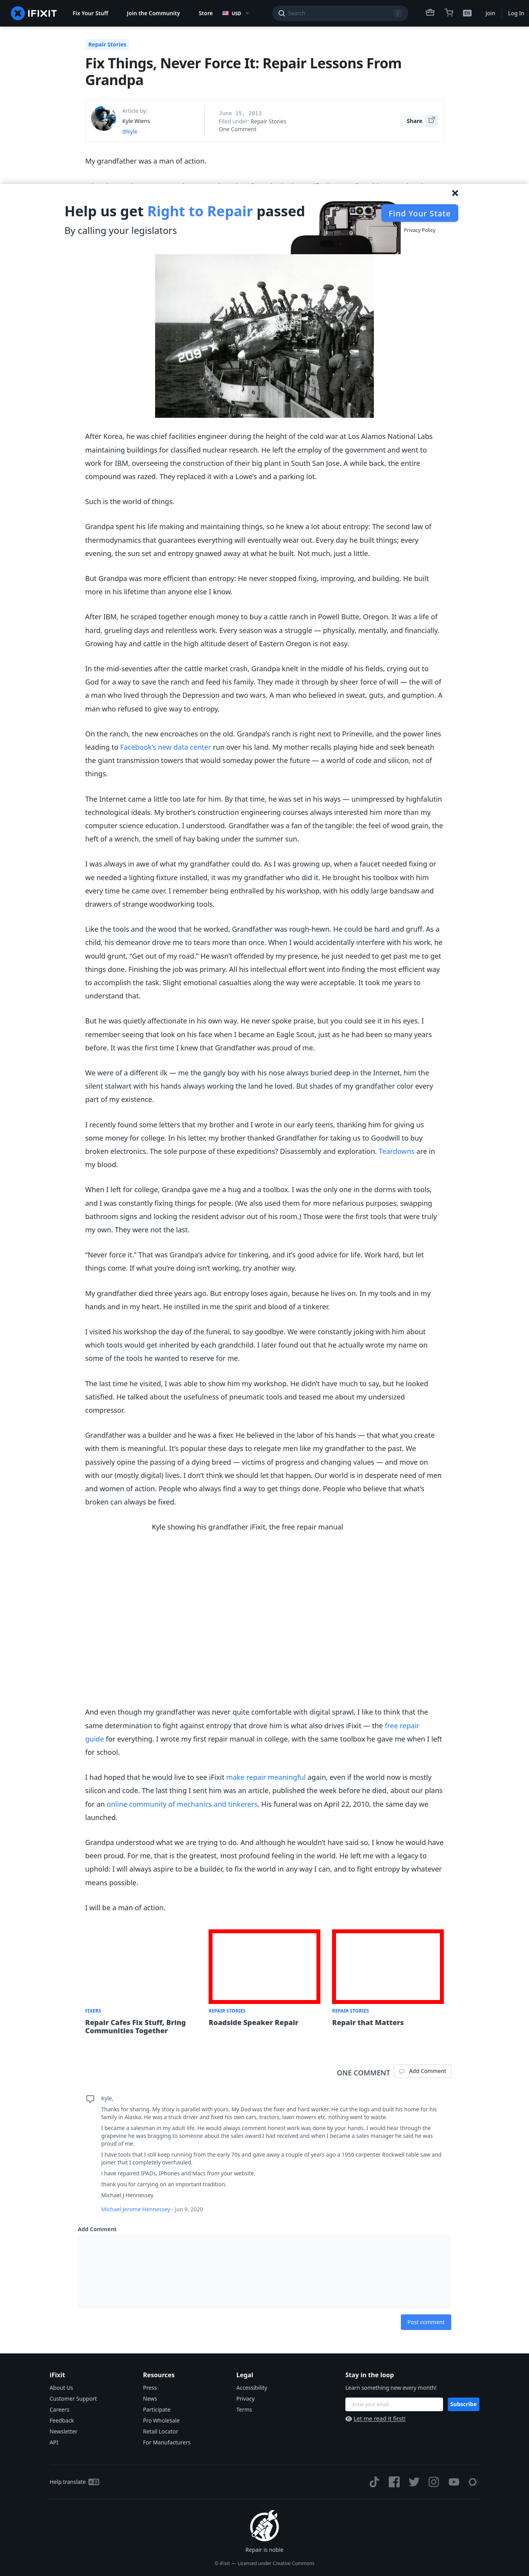 IFIXIT
Fix Your Stuff
Join the Community
Store
USD
Search
/
EN
Join
Log In
Repair Stories
Fix Things, Never Force It: Repair Lessons From
Grandpa
Article by:
Kyle Wiens
@kyle
June 15, 2013
Filed under: Repair Stories
One Comment
Share
My grandfather was a man of action.
Help us get Right to Repair passed
By calling your legislators
Find Your State
Privacy Policy
209-X
After Korea, he was chief facilities engineer during the height of the cold war at Los Alamos National Labs
maintaining buildings for classified nuclear research. He left the employ of the government and went to
work for IBM, overseeing the construction of their big plant in South San Jose. A while back, the entire
compound was razed. They replaced it with a Lowe’s and a parking lot.
Such is the world of things.
Grandpa spent his life making and maintaining things, so he knew a lot about entropy: The second law of
thermodynamics that guarantees everything will eventually wear out. Every day he built things; every
evening, the sun set and entropy gnawed away at what he built. Not much, just a little.
But Grandpa was more efficient than entropy: He never stopped fixing, improving, and building. He built
more in his lifetime than anyone else I know.
After IBM, he scraped together enough money to buy a cattle ranch in Powell Butte, Oregon. It was a life of
hard, grueling days and relentless work. Every season was a struggle — physically, mentally, and financially.
Growing hay and cattle in the high altitude desert of Eastern Oregon is not easy.
In the mid-seventies after the cattle market crash, Grandpa knelt in the middle of his fields, crying out to
God for a way to save the ranch and feed his family. They made it through by sheer force of will — the will of
a man who lived through the Depression and two wars. A man who believed in sweat, guts, and gumption. A
man who refused to give way to entropy.
On the ranch, the new encroaches on the old. Grandpa’s ranch is right next to Prineville, and the power lines
leading to Facebook’s new data center run over his land. My mother recalls playing hide and seek beneath
the giant transmission towers that would someday power the future — a world of code and silicon, not of
things.
The Internet came a little too late for him. By that time, he was set in his ways — unimpressed by highfalutin
technological ideals. My brother’s construction engineering courses always interested him more than my
computer science education. I understood. Grandfather was a fan of the tangible: the feel of wood grain, the
heft of a wrench, the smell of hay baking under the summer sun.
I was always in awe of what my grandfather could do. As I was growing up, when a faucet needed fixing or
we needed a lighting fixture installed, it was my grandfather who did it. He brought his toolbox with him
every time he came over. I remember being enthralled by his workshop, with his oddly large bandsaw and
drawers of strange woodworking tools.
Like the tools and the wood that he worked, Grandfather was rough-hewn. He could be hard and gruff. As a
child, his demeanor drove me to tears more than once. When I would accidentally interfere with his work, he
would grunt, “Get out of my road.” He wasn’t offended by my presence, he just needed to get past me to get
things done. Finishing the job was primary. All his intellectual effort went into finding the most efficient way
to accomplish the task. Slight emotional casualties along the way were acceptable. It took me years to
understand that.
But he was quietly affectionate in his own way. He never spoke praise, but you could see it in his eyes. I
remember seeing that look on his face when I became an Eagle Scout, just as he had been so many years
before. It was the first time I knew that Grandfather was proud of me.
We were of a different ilk — me the gangly boy with his nose always buried deep in the Internet, him the
silent stalwart with his hands always working the land he loved. But shades of my grandfather color every
part of my existence.
I recently found some letters that my brother and I wrote in our early teens, thanking him for giving us
some money for college. In his letter, my brother thanked Grandfather for taking us to Goodwill to buy
broken electronics. The sole purpose of these expeditions? Disassembly and exploration. Teardowns are in
my blood.
When I left for college, Grandpa gave me a hug and a toolbox. I was the only one in the dorms with tools,
and I was constantly fixing things for people. (We also used them for more nefarious purposes, swapping
bathroom signs and locking the resident advisor out of his room.) Those were the first tools that were truly
my own. They were not the last.
“Never force it.” That was Grandpa’s advice for tinkering, and it’s good advice for life. Work hard, but let
things come. If what you’re doing isn’t working, try another way.
My grandfather died three years ago. But entropy loses again, because he lives on. In my tools and in my
hands and in my heart. He instilled in me the spirit and blood of a tinkerer.
I visited his workshop the day of the funeral, to say goodbye. We were constantly joking with him about
which tools would get inherited by each grandchild. I later found out that he actually wrote my name on
some of the tools he wanted to reserve for me.
The last time he visited, I was able to show him my workshop. He didn’t have much to say, but he looked
satisfied. He talked about the usefulness of pneumatic tools and teased me about my undersized
compressor.
Grandfather was a builder and he was a fixer. He believed in the labor of his hands — that what you create
with them is meaningful. It’s popular these days to relegate men like my grandfather to the past. We
passively opine the passing of a dying breed — victims of progress and changing values — and move on
with our (mostly digital) lives. I don’t think we should let that happen. Our world is in desperate need of men
and women of action. People who always find a way to get things done. People who believe that what’s
broken can always be fixed.
Kyle showing his grandfather iFixit, the free repair manual
And even though my grandfather was never quite comfortable with digital sprawl, I like to think that the
same determination to fight against entropy that drove him is what also drives iFixit — the free repair
guide for everything. I wrote my first repair manual in college, with the same toolbox he gave me when I left
for school.
I had hoped that he would live to see iFixit make repair meaningful again, even if the world now is mostly
silicon and code. The last thing I sent him was an article, published the week before he died, about our plans
for an online community of mechanics and tinkerers. His funeral was on April 22, 2010, the same day we
launched.
Grandpa understood what we are trying to do. And although he wouldn’t have said so, I know he would have
been proud. For me, that is the greatest, most profound feeling in the world. He left me with a legacy to
uphold: I will always aspire to be a builder, to fix the world in any way I can, and to fight entropy by whatever
means possible.
I will be a man of action.
FIXERS
Repair Cafes Fix Stuff, Bring
Communities Together
REPAIR STORIES
Roadside Speaker Repair
REPAIR STORIES
Repair that Matters
ONE COMMENT
Add Comment
Kyle,
Thanks for sharing. My story is parallel with yours. My Dad was the fixer and hard worker. He cut the logs and built his home for his
family in Alaska. He was a truck driver and fixed his own cars, tractors, lawn mowers etc. nothing went to waste.
I became a salesman in my adult life. He would always comment honest work was done by your hands. I would hear through the
grapevine he was bragging to someone about the sales award I had received and when I became a sales manager he said he was
proud of me.
I have tools that I still keep running from the early 70s and gave away a couple of years ago a 1950 carpenter Rockwell table saw and
joiner that I completely overhauled.
i have repaired IPADs, IPhones and Macs from your website.
thank you for carrying on an important tradition.
Michael J Hennessey
Michael Jerome Hennessey - Jun 9, 2020
Add Comment
Post comment
iFixit
About Us
Customer Support
Careers
Feedback
Newsletter
API
Resources
Press
News
Participate
Pro Wholesale
Retail Locator
For Manufacturers
Legal
Accessibility
Privacy
Terms
Stay in the loop
Learn something new every month!
Enter your email
Subscribe
Let me read it first!
Help translate
Repair is noble
© iFixit — Licensed under Creative Commons